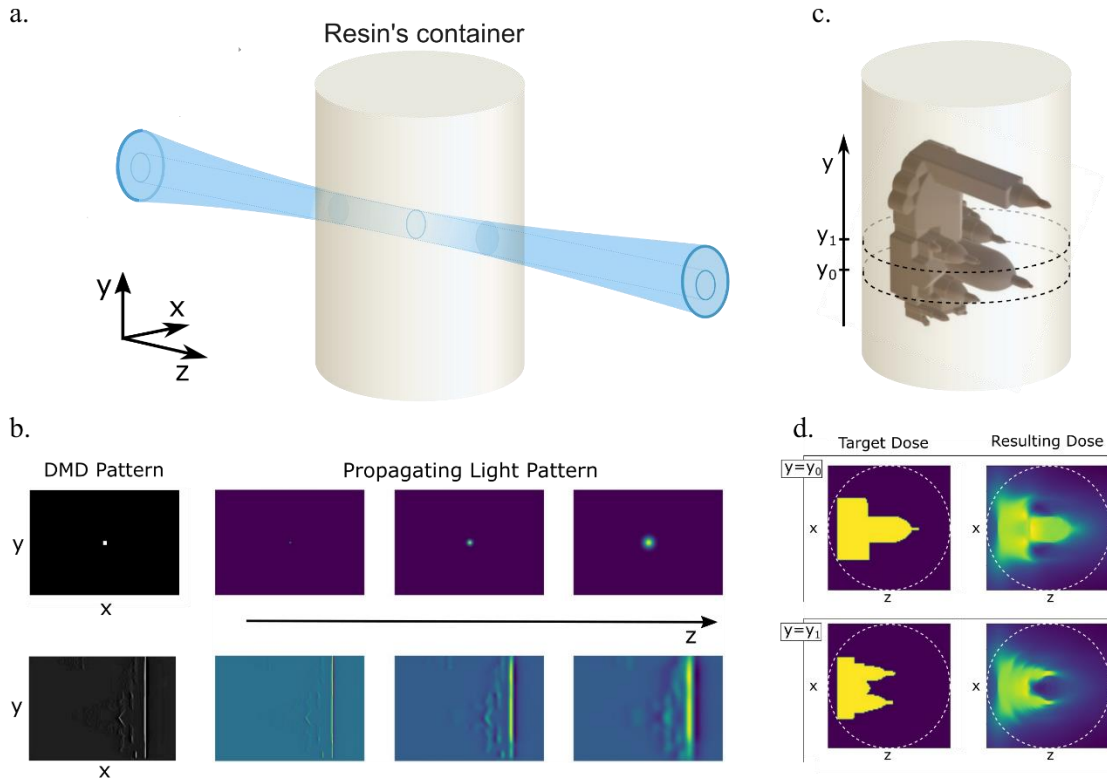 a.
Resin's container
y
x
z
c.
y
y₁
y₀
b.
DMD Pattern
Propagating Light Pattern
y
x
z
y
x
d.
Target Dose
Resulting Dose
y=y₀
x
x
z
z
y=y₁
x
x
z
z